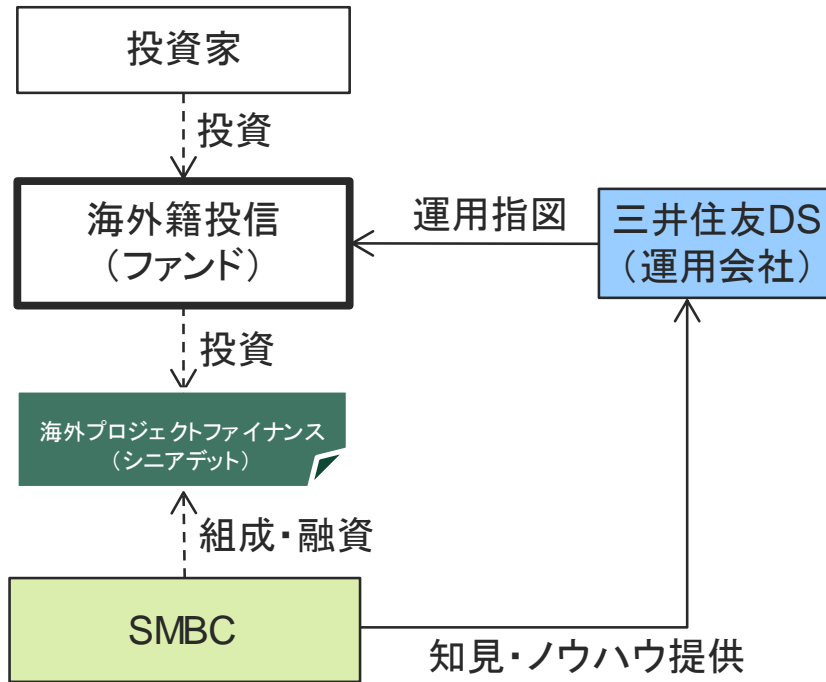 投資家
投資
海外籍投信
（ファンド）
運用指図
三井住友DS
（運用会社）
投資
海外プロジェクトファイナンス
（シニアデット）
組成・融資
SMBC
知見・ノウハウ提供